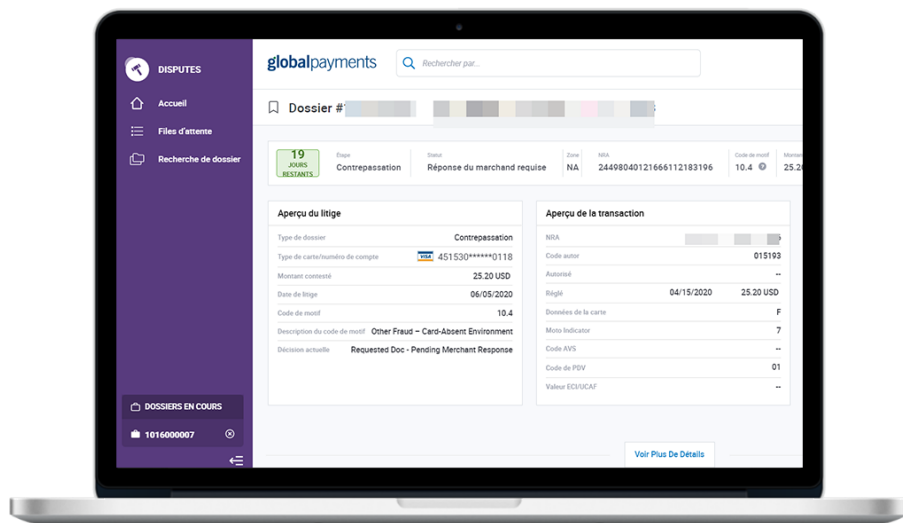 DISPUTES
Accueil
Files d'attente
Recherche de dossier
DOSSIERS EN COURS
1016000007
globalpayments
Rechercher par...
Dossier #
19 JOURS RESTANTS
Étape
Contrepassation
Statut
Réponse du marchand requise
Zone
NA
NRA
24498040121666112183196
Code de motif
10.4
25.20
Aperçu du litige
Type de dossier Contrepassation
Type de carte/numéro de compte VISA 451530******0118
Montant contesté 25.20 USD
Date de litige 06/05/2020
Code de motif 10.4
Description du code de motif Other Fraud – Card-Absent Environment
Décision actuelle Requested Doc - Pending Merchant Response
Aperçu de la transaction
NRA
Code autor 015193
Autorisé --
Réglé 04/15/2020 25.20 USD
Données de la carte F
Moto Indicator 7
Code AVS --
Code de PDV 01
Valeur ECI/UCAF --
Voir Plus De Détails